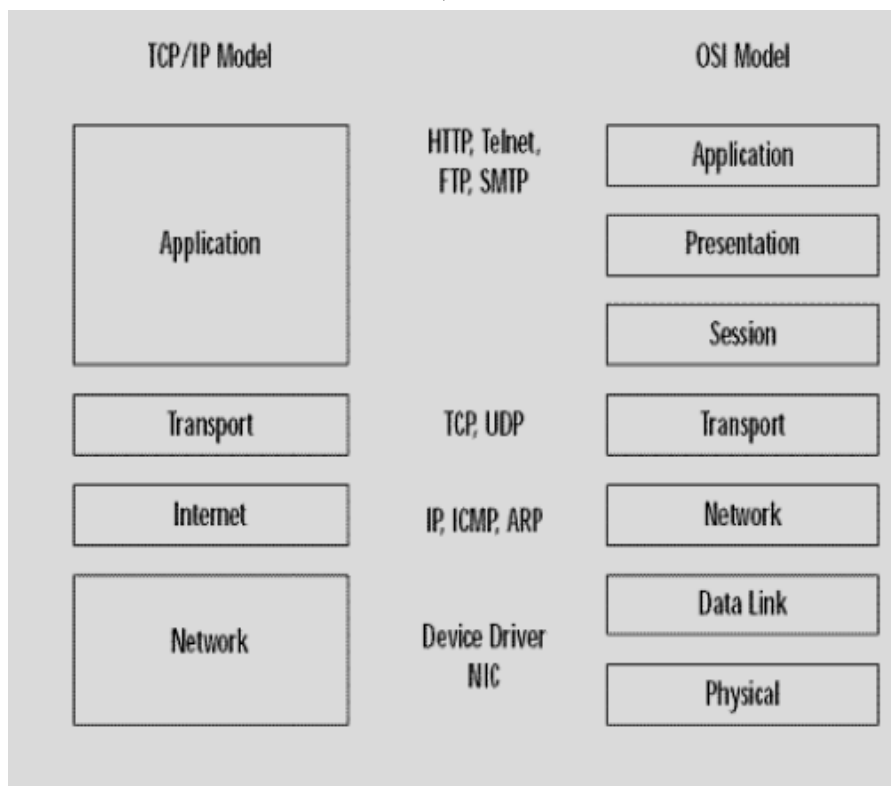 TCP/IP Model
OSI Model
HTTP, Telnet,
FTP, SMTP
Application
Application
Presentation
Session
Transport
TCP, UDP
Transport
Internet
IP, ICMP, ARP
Network
Network
Device Driver
NIC
Data Link
Physical